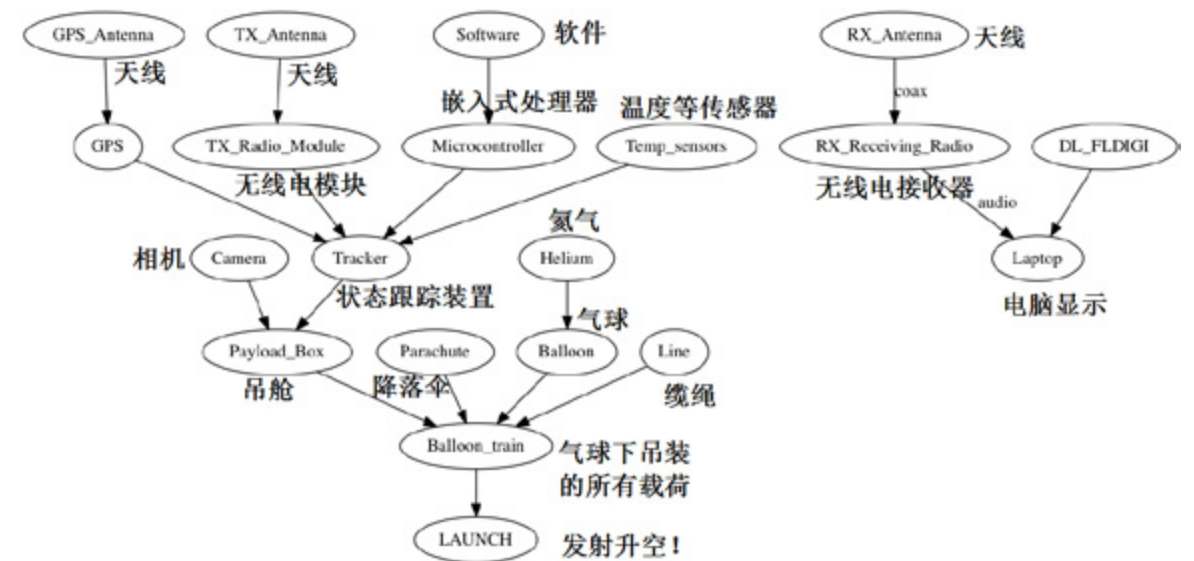 GPS_Antenna
TX_Antenna
Software
软件
RX_Antenna
天线
天线
天线
嵌入式处理器
温度等传感器
coax
GPS
TX_Radio_Module
Microcontroller
Temp_sensors
RX_Receiving_Radio
DL_FLDIGI
无线电模块
无线电接收器
audio
氦气
相机
Camera
Tracker
Helium
Laptop
状态跟踪装置
电脑显示
气球
Payload_Box
Parachute
Balloon
Line
吊舱
降落伞
缆绳
Balloon_train
气球下吊装
的所有载荷
LAUNCH
发射升空！